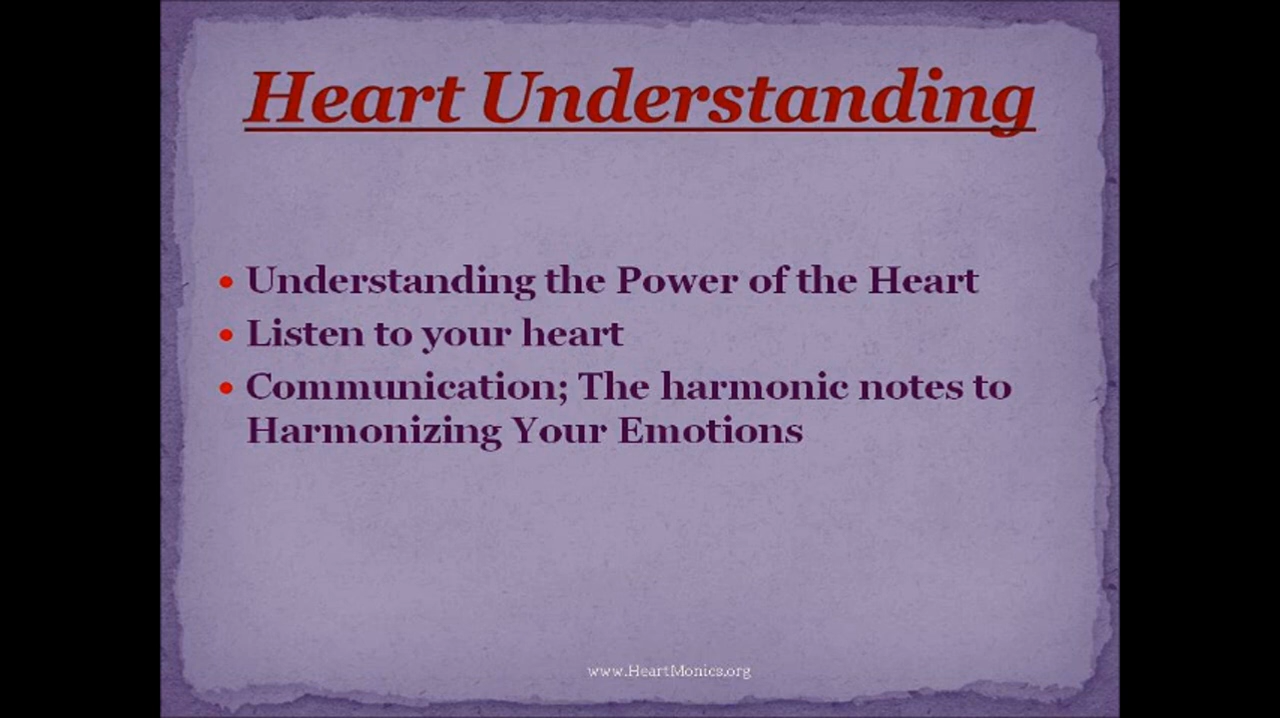 Heart Understanding
• Understanding the Power of the Heart
• Listen to your heart
• Communication; The harmonic notes to
Harmonizing Your Emotions
www.HeartMonics.org